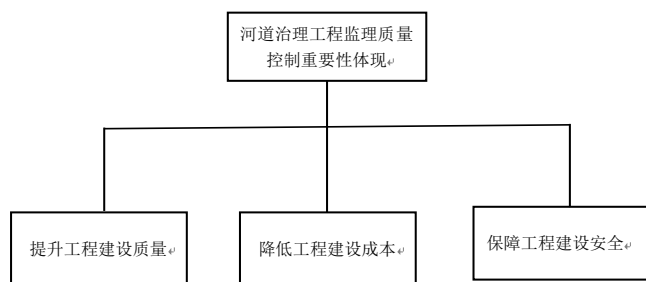 河道治理工程监理质量
控制重要性体现
提升工程建设质量
降低工程建设成本
保障工程建设安全